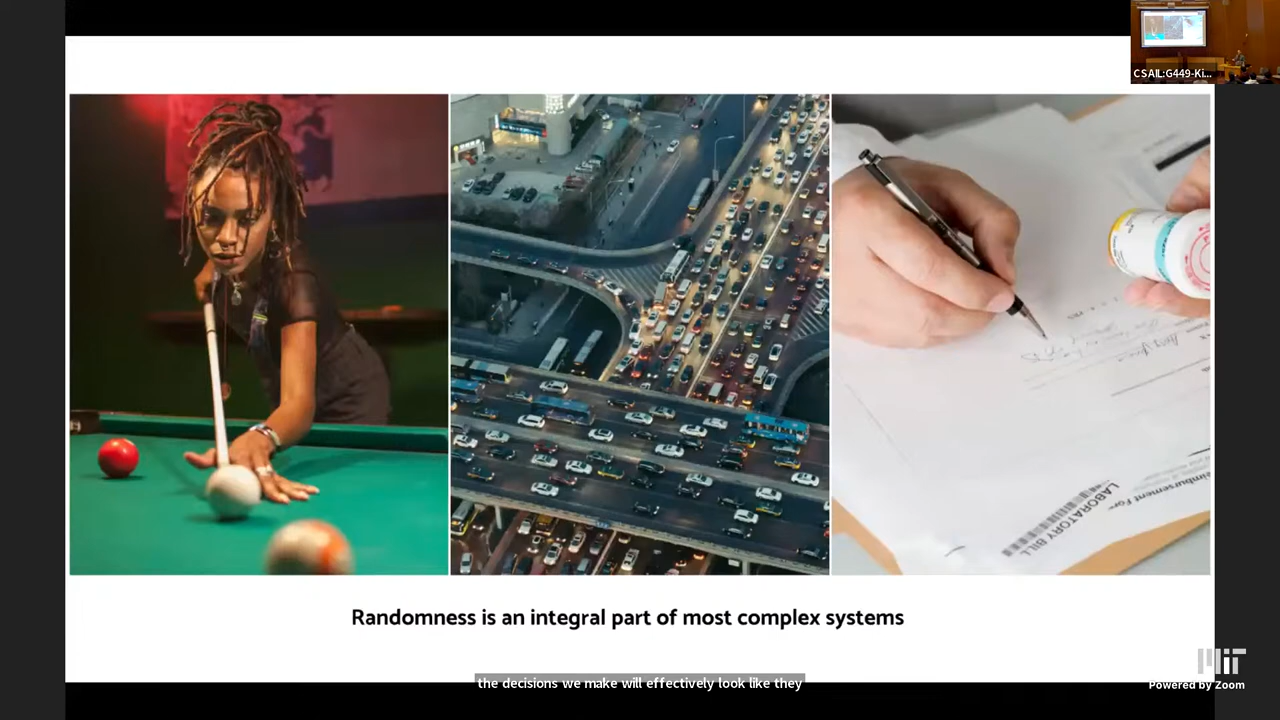 CSAIL:G449-Ki...
LABORATORY BILL
Randomness is an integral part of most complex systems
the decisions we make will effectively look like they
MIT
Powered by Zoom